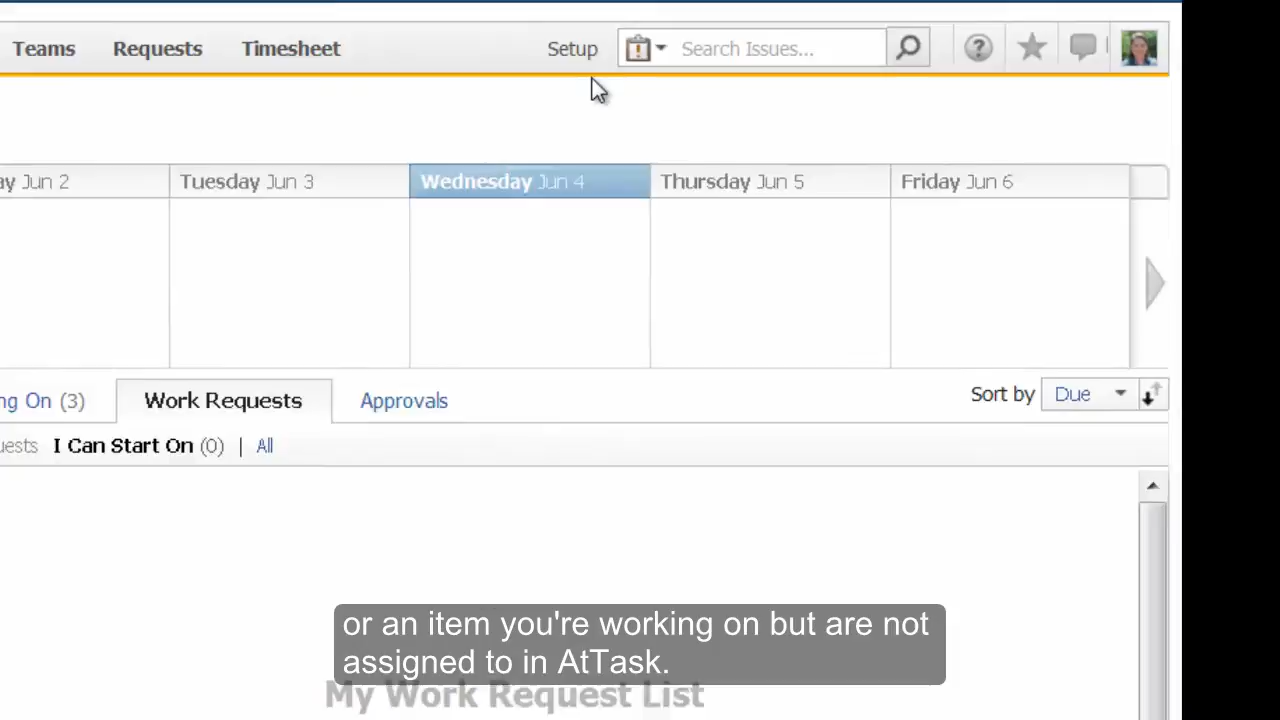 Teams Requests Timesheet Setup Search Issues...
ay Jun 2 Tuesday Jun 3 Wednesday Jun 4 Thursday Jun 5 Friday Jun 6
ng On (3) Work Requests Approvals Sort by Due
uests I Can Start On (0) | All
or an item you're working on but are not
assigned to in AtTask.
My Work Request List